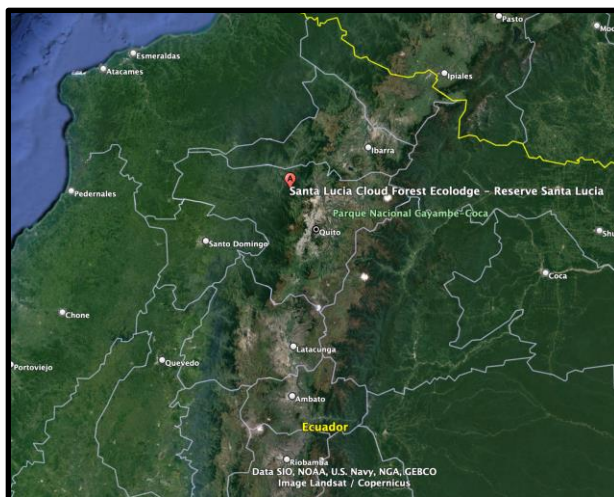 Pasto
Mo
Esmeraldas
Atacames
Ipiales
Ibarra
A
Santa Lucia Cloud Forest Ecolodge - Reserve Santa Lucia
Pedernales
Parque Nacional Cayambe-Coca
Quito
Shu
Santo Domingo
Coca
Chone
Latacunga
Portoviejo
Quevedo
Ambato
Ecuador
Riobamba
Data SIO, NOAA, U.S. Navy, NGA, GEBCO
Image Landsat / Copernicus